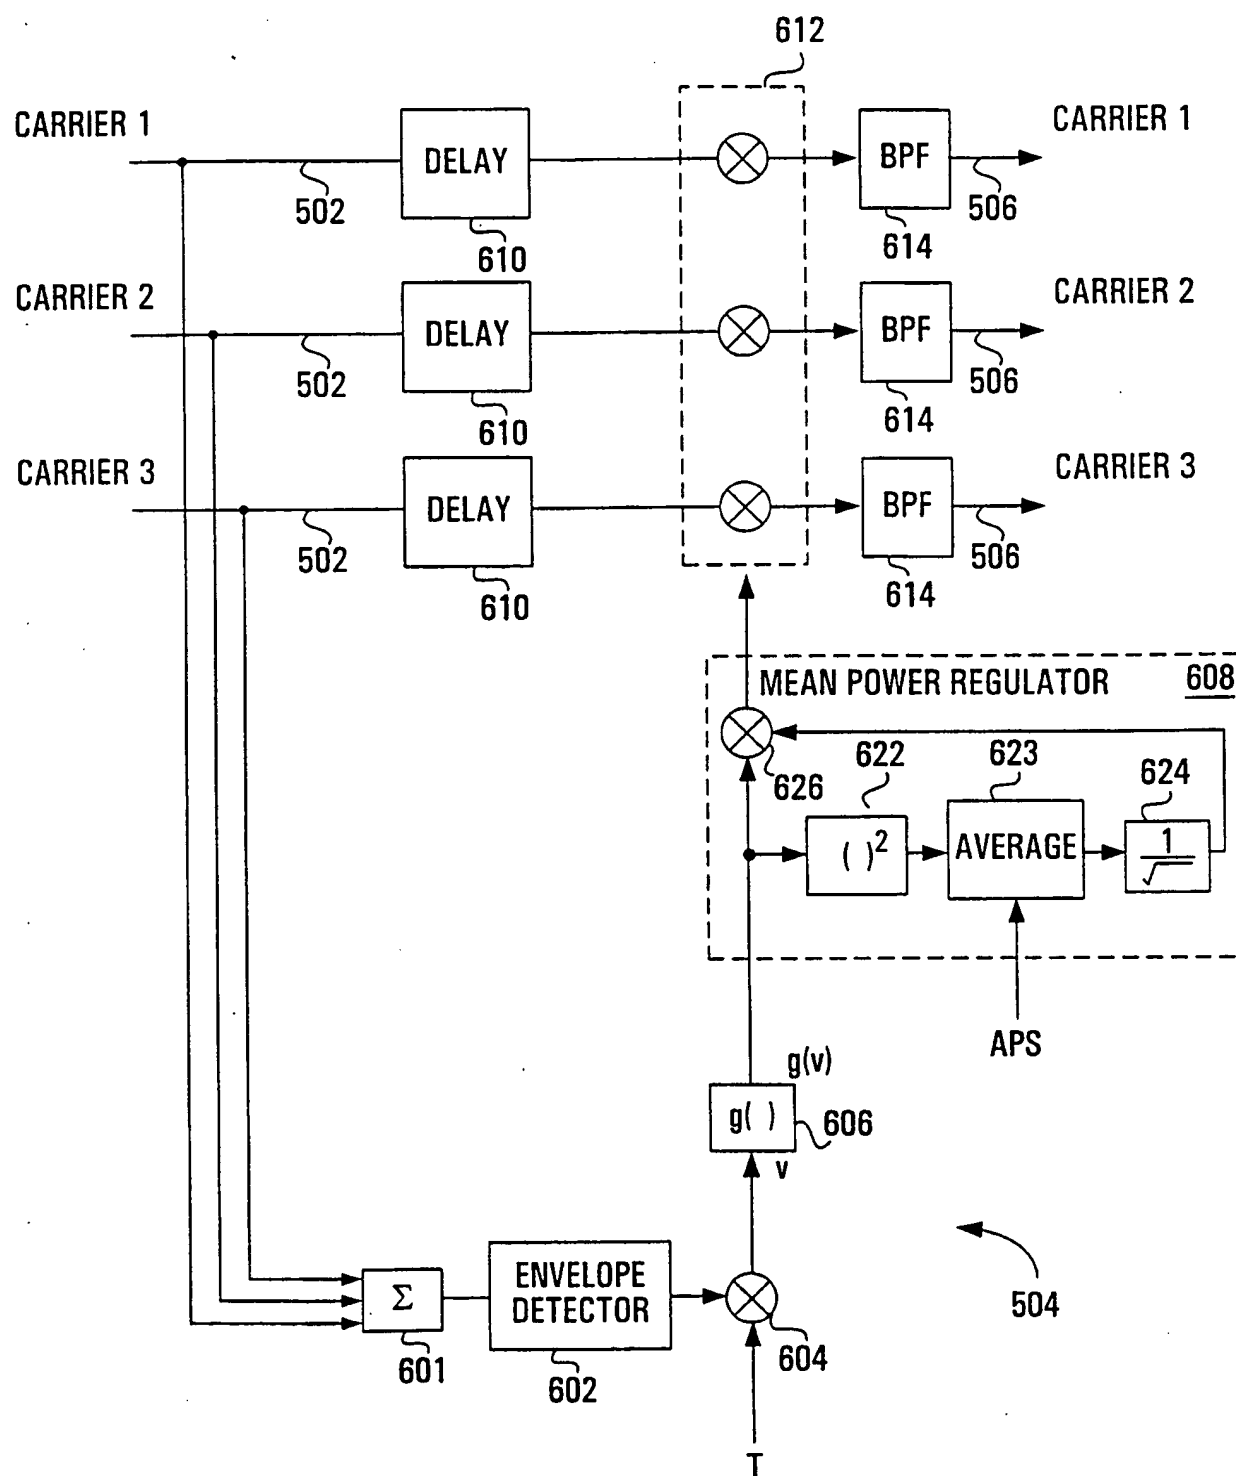 612
CARRIER 1
DELAY
BPF
CARRIER 1
502
610
614
506
CARRIER 2
DELAY
BPF
CARRIER 2
502
610
614
506
CARRIER 3
DELAY
BPF
CARRIER 3
502
610
614
506
MEAN POWER REGULATOR
608
626
622
623
624
( )²
AVERAGE
1
√
APS
g(v)
g( )
606
v
Σ
ENVELOPE
DETECTOR
601
602
604
504
T